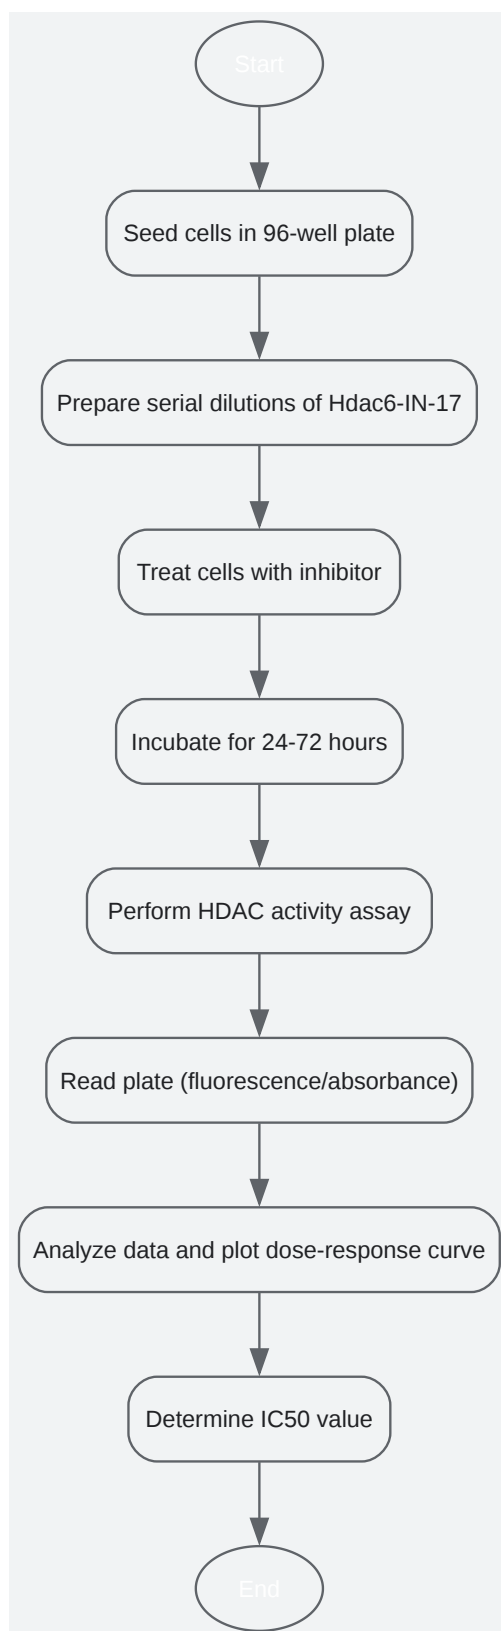 Start
Seed cells in 96-well plate
Prepare serial dilutions of Hdac6-IN-17
Treat cells with inhibitor
Incubate for 24-72 hours
Perform HDAC activity assay
Read plate (fluorescence/absorbance)
Analyze data and plot dose-response curve
Determine IC50 value
End